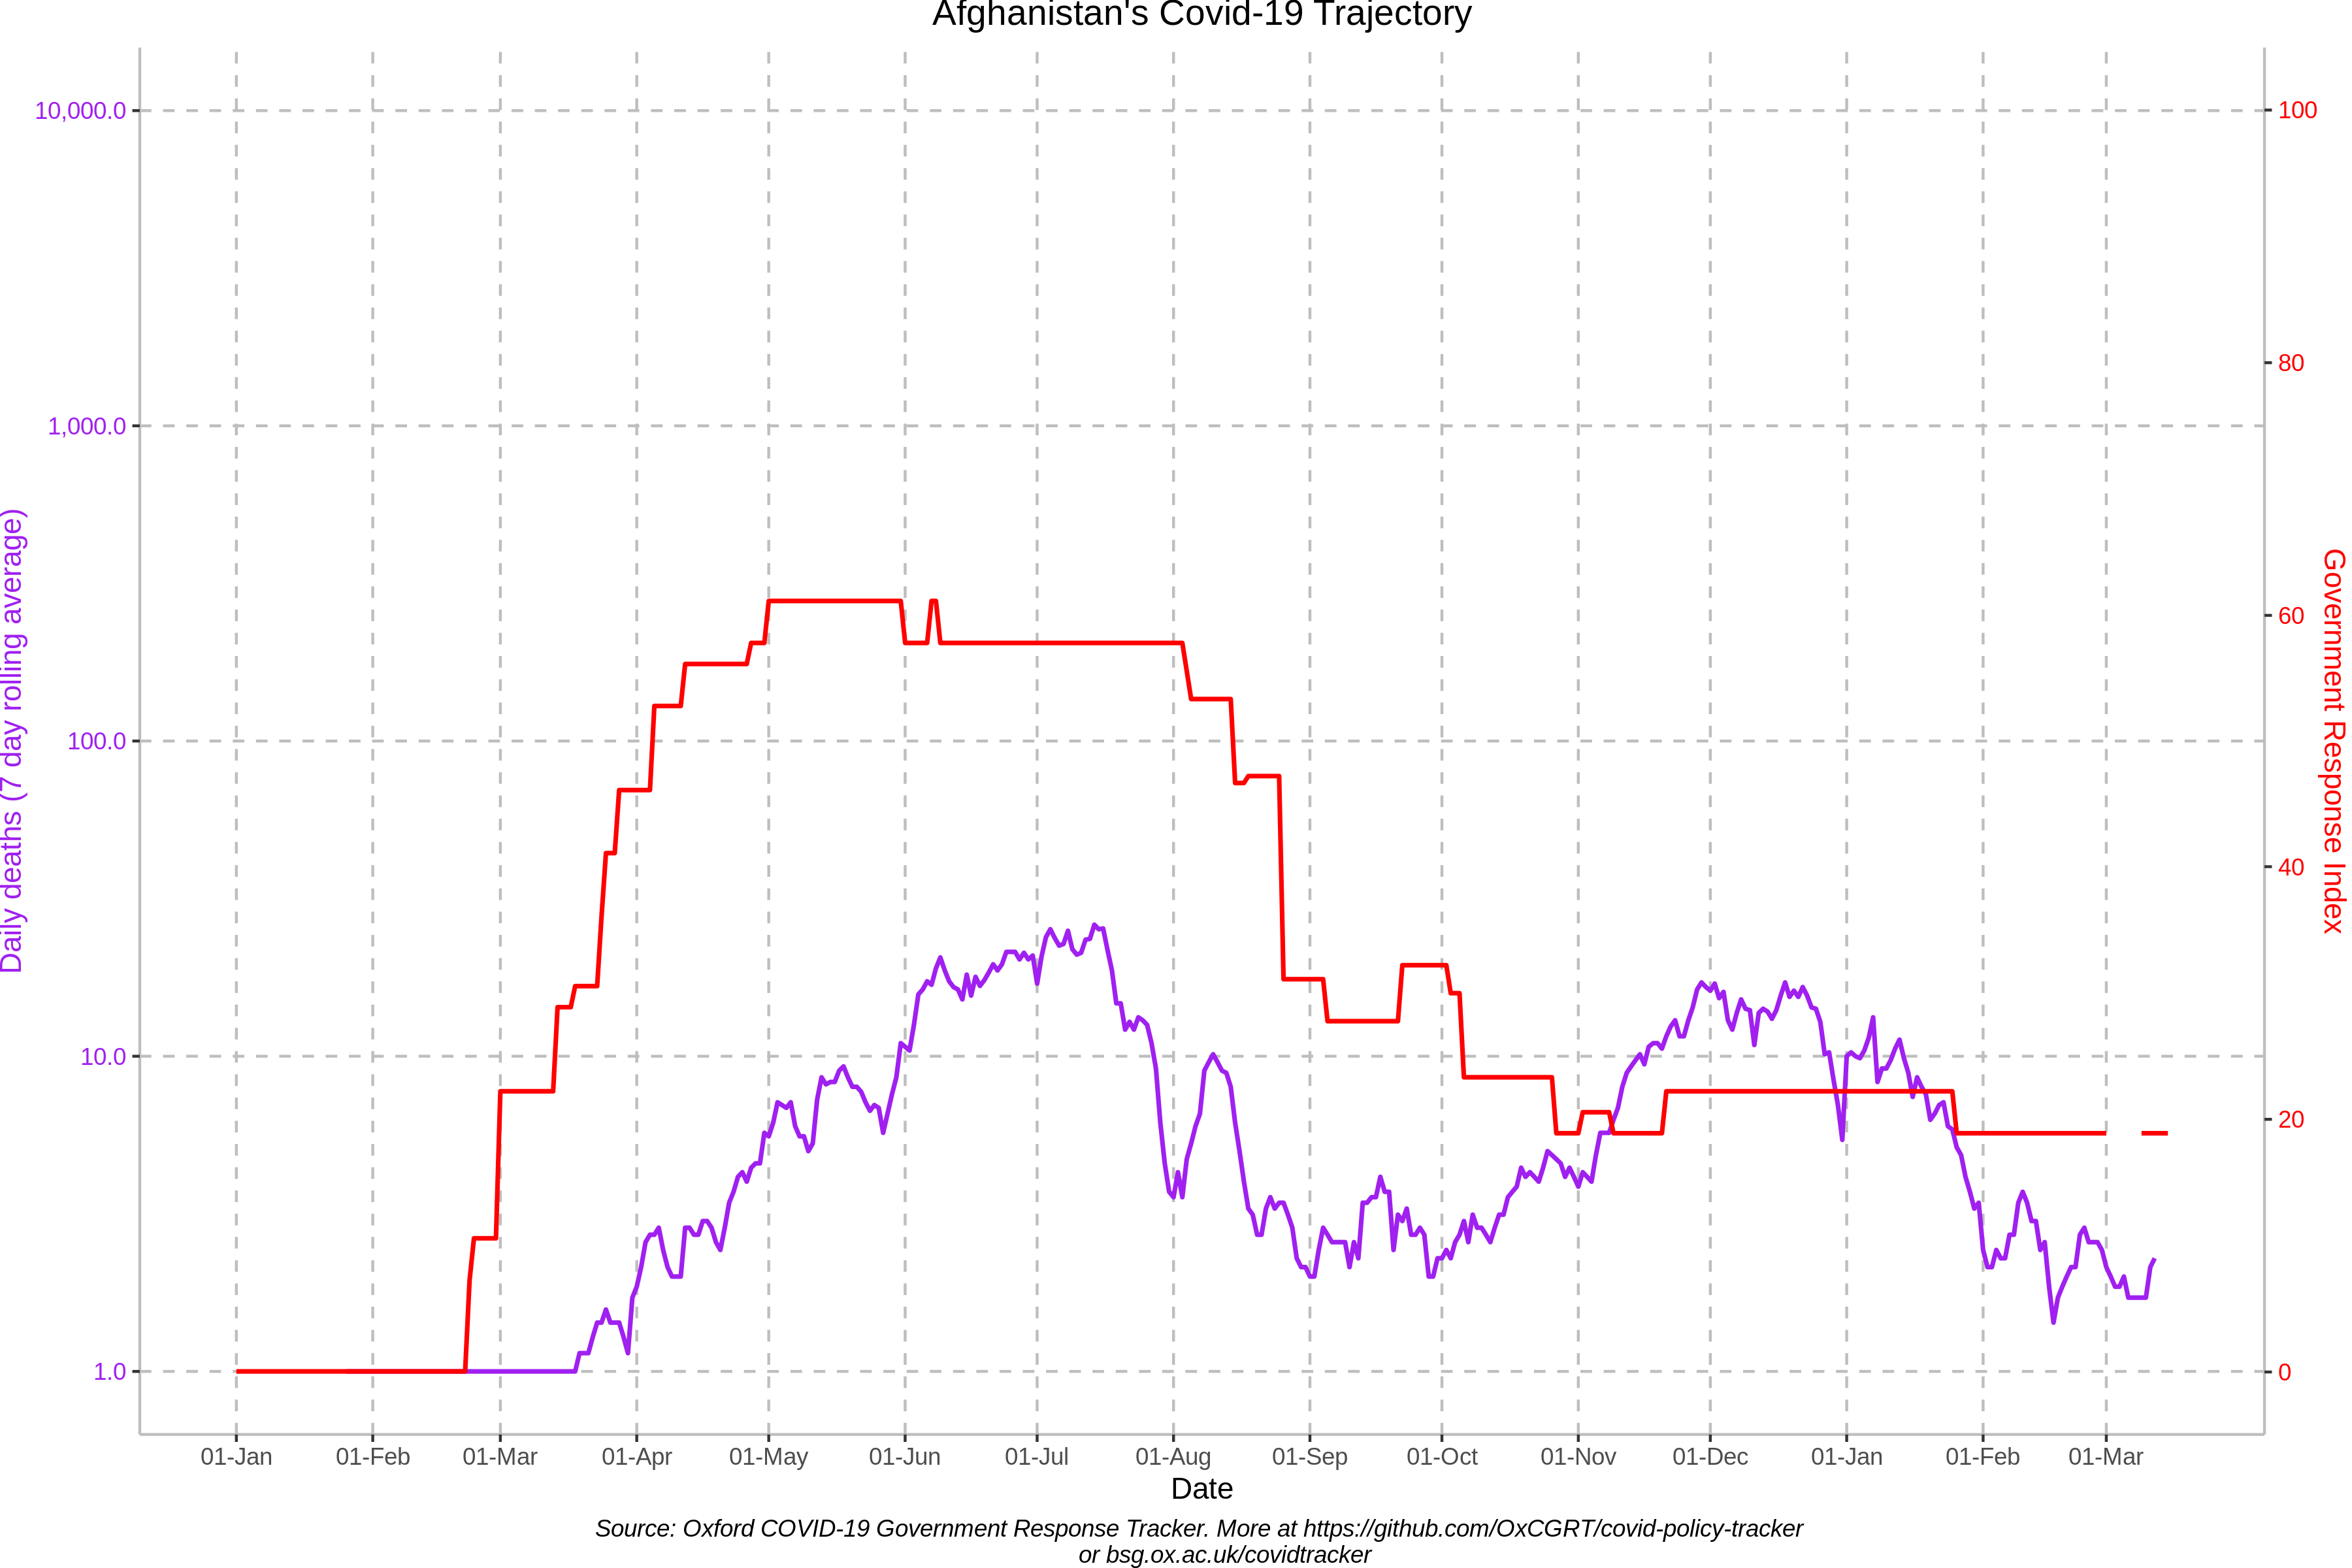 Afghanistan's Covid-19 Trajectory
10,000.0
1,000.0
100.0
10.0
1.0
Daily deaths (7 day rolling average)
100
80
60
40
20
0
Government Response Index
01-Jan 01-Feb 01-Mar 01-Apr 01-May 01-Jun 01-Jul 01-Aug 01-Sep 01-Oct 01-Nov 01-Dec 01-Jan 01-Feb 01-Mar
Date
Source: Oxford COVID-19 Government Response Tracker. More at https://github.com/OxCGRT/covid-policy-tracker
or bsg.ox.ac.uk/covidtracker